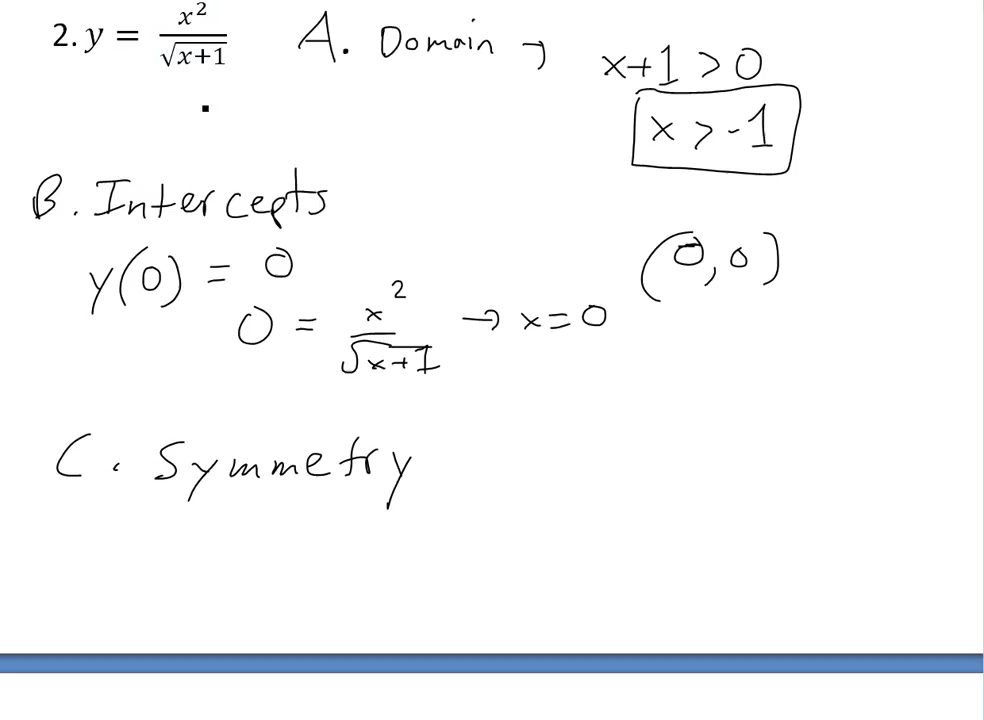 2. y = x²/√(x+1) A. Domain → x+1 > 0
x > -1
B. Intercepts
y(0) = 0 (0,0)
0 = x²/√(x+1) → x = 0
C. Symmetry